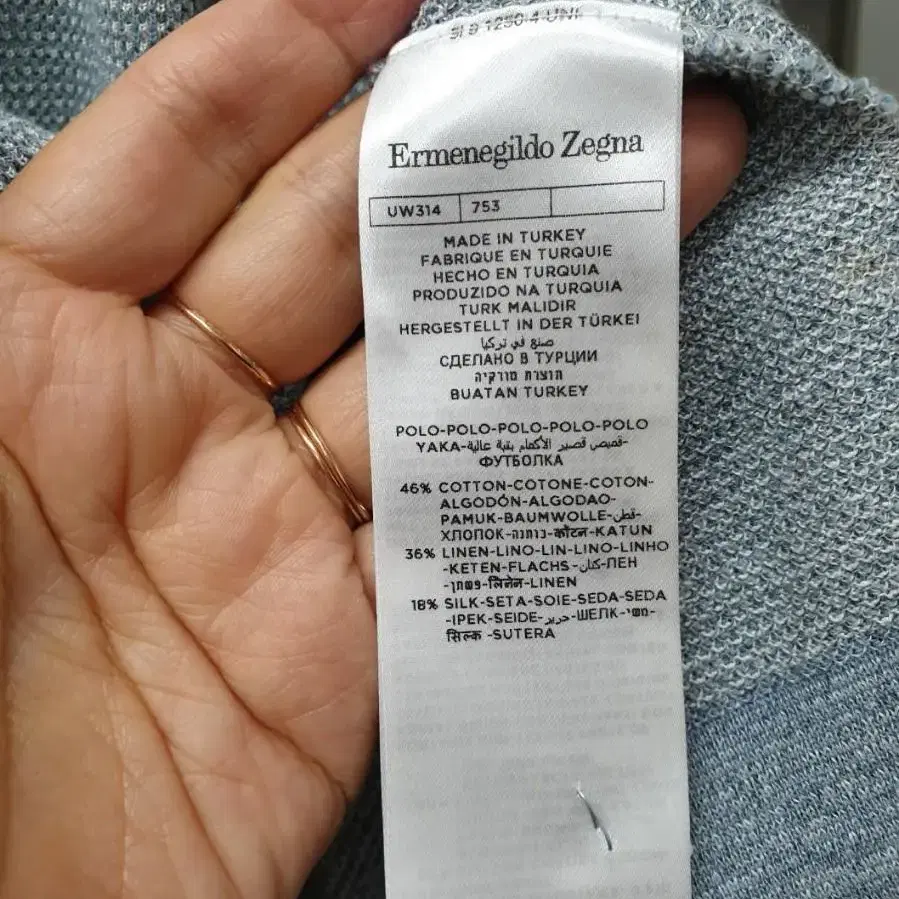 Ermenegildo Zegna
UW314 753
MADE IN TURKEY
FABRIQUE EN TURQUIE
HECHO EN TURQUIA
PRODUZIDO NA TURQUIA
TURK MALIDIR
HERGESTELLT IN DER TÜRKEI
صنع في تركيا
СДЕЛАНО В ТУРЦИИ
תוצרת טורקיה
BUATAN TURKEY
POLO-POLO-POLO-POLO-POLO
YAKA-قميص قصير الأكمام بتبة عالية-
ФУТБОЛКА
46% COTTON-COTONE-COTON-
ALGODÓN-ALGODAO-
PAMUK-BAUMWOLLE-قطن-
ХЛОПОК-כותנה-कॉटन-KATUN
36% LINEN-LINO-LIN-LINO-LINHO
-KETEN-FLACHS-كتان-ЛЕН
-פשתן-लिनेन-LINEN
18% SILK-SETA-SOIE-SEDA-SEDA
-IPEK-SEIDE-حرير-ШЕЛК-משי-
सिल्क -SUTERA